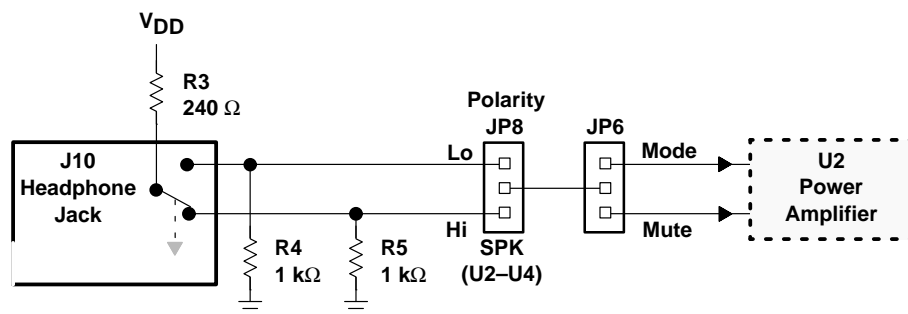 VDD
R3
240 Ω
Polarity
JP8
JP6
J10
Headphone
Jack
Lo
Mode
U2
Power
Amplifier
Hi
Mute
R4
1 kΩ
R5
1 kΩ
SPK
(U2–U4)